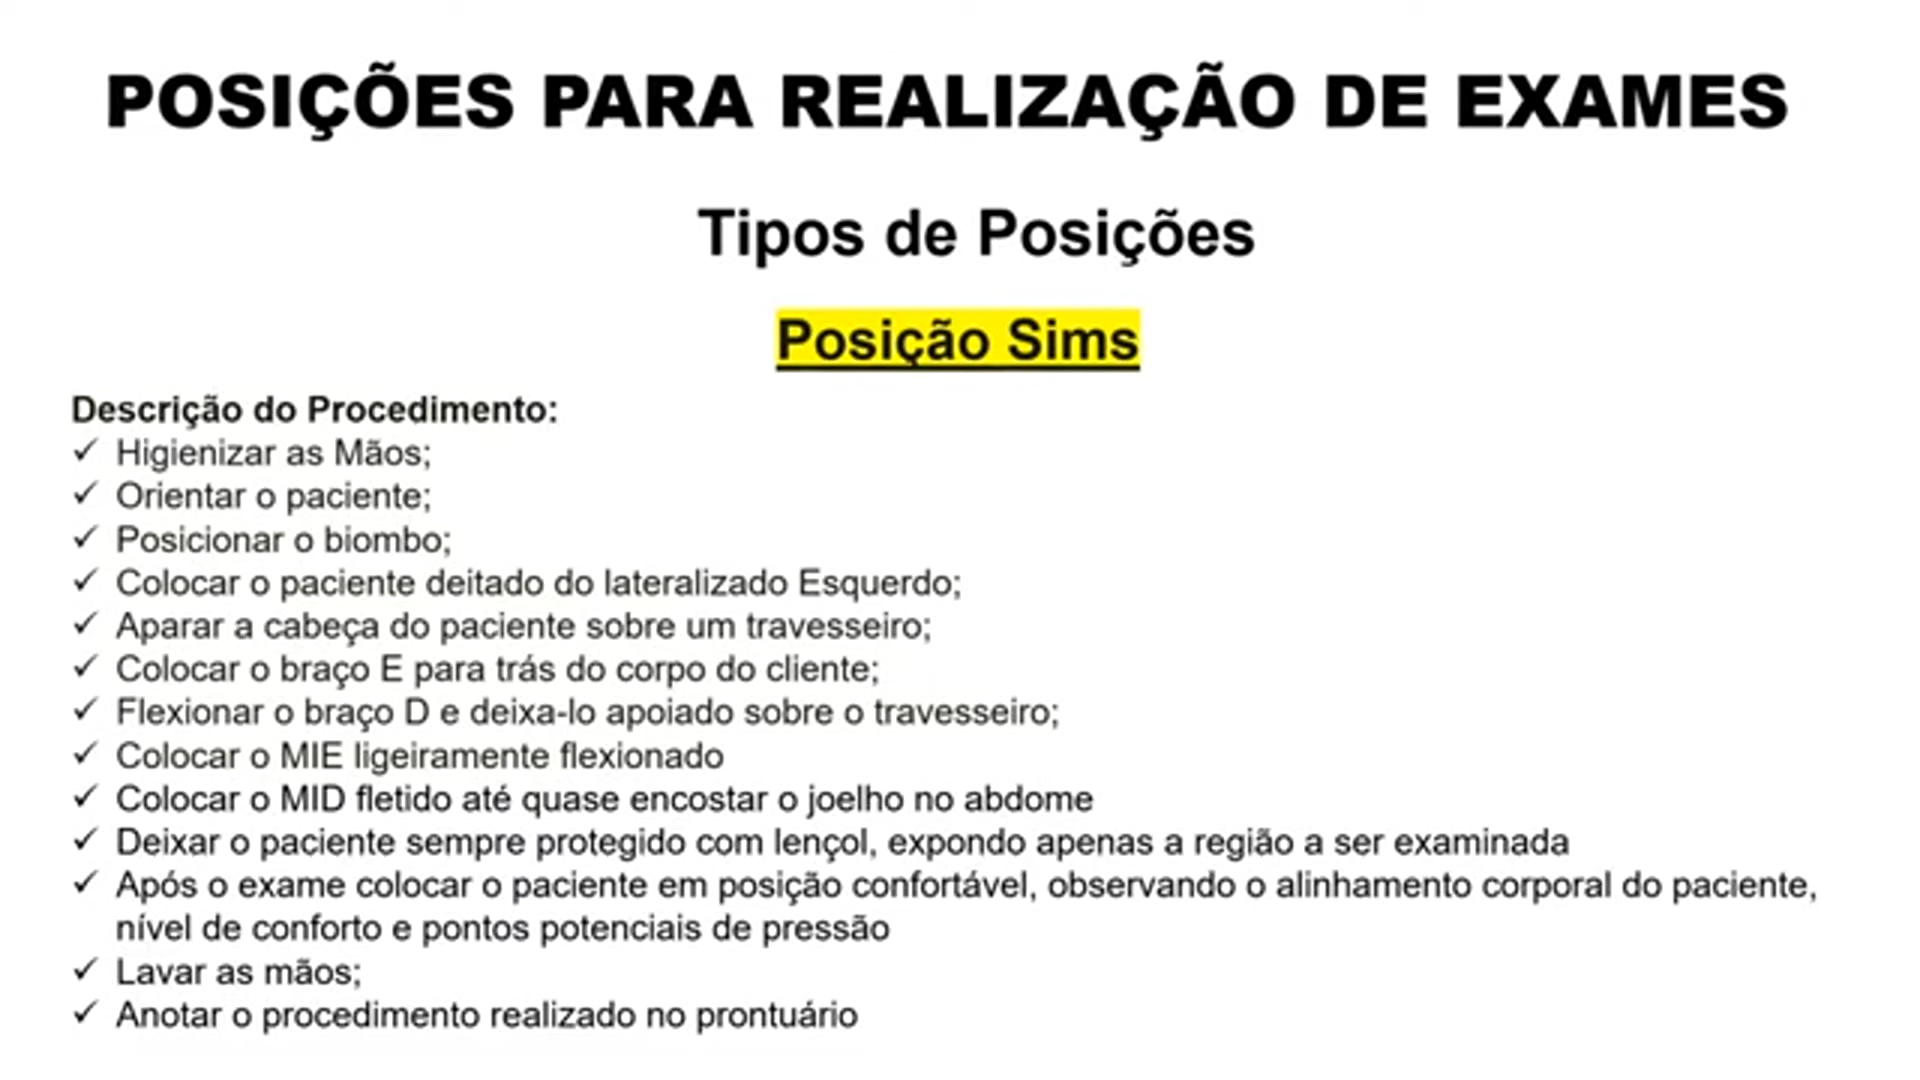 POSIÇÕES PARA REALIZAÇÃO DE EXAMES
Tipos de Posições
Posição Sims
Descrição do Procedimento:
✓ Higienizar as Mãos;
✓ Orientar o paciente;
✓ Posicionar o biombo;
✓ Colocar o paciente deitado do lateralizado Esquerdo;
✓ Aparar a cabeça do paciente sobre um travesseiro;
✓ Colocar o braço E para trás do corpo do cliente;
✓ Flexionar o braço D e deixa-lo apoiado sobre o travesseiro;
✓ Colocar o MIE ligeiramente flexionado
✓ Colocar o MID fletido até quase encostar o joelho no abdome
✓ Deixar o paciente sempre protegido com lençol, expondo apenas a região a ser examinada
✓ Após o exame colocar o paciente em posição confortável, observando o alinhamento corporal do paciente,
nível de conforto e pontos potenciais de pressão
✓ Lavar as mãos;
✓ Anotar o procedimento realizado no prontuário